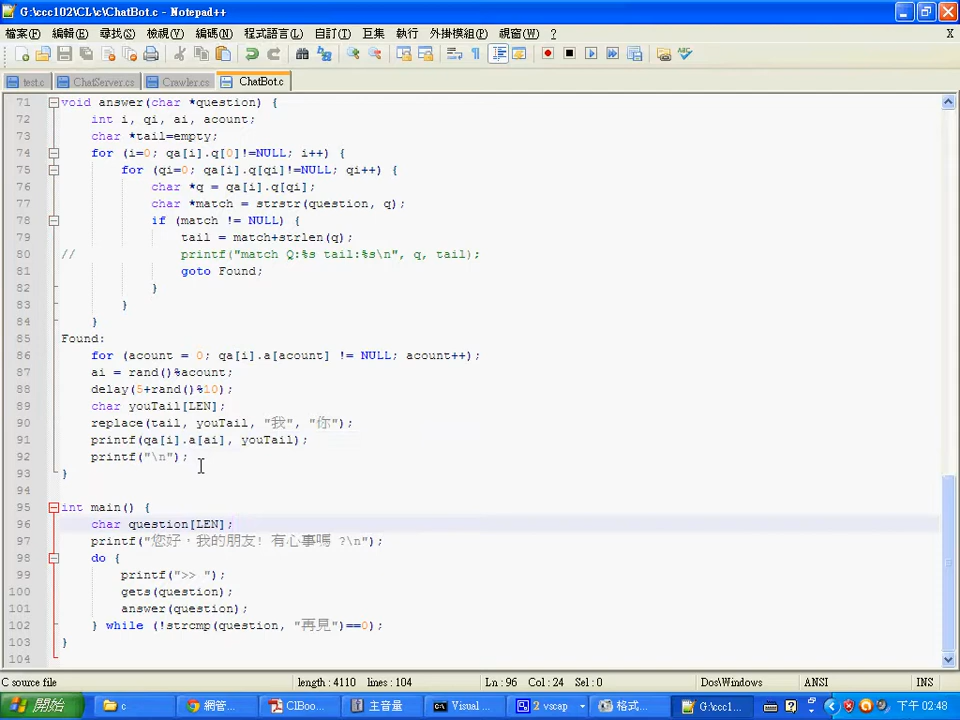 G:\ccc102\CL\c\ChatBot.c - Notepad++
檔案(F) 編輯(E) 尋找(S) 檢視(V) 編碼(N) 程式語言(L) 自訂(T) 巨集 執行 外掛模組(P) 視窗(W) ? X
test.c ChatServer.cs Crawler.cs ChatBot.c
71 void answer(char *question) {
72 int i, qi, ai, acount;
73 char *tail=empty;
74 for (i=0; qa[i].q[0]!=NULL; i++) {
75 for (qi=0; qa[i].q[qi]!=NULL; qi++) {
76 char *q = qa[i].q[qi];
77 char *match = strstr(question, q);
78 if (match != NULL) {
79 tail = match+strlen(q);
80 // printf("match Q:%s tail:%s\n", q, tail);
81 goto Found;
82 }
83 }
84 }
85 Found:
86 for (acount = 0; qa[i].a[acount] != NULL; acount++);
87 ai = rand()%acount;
88 delay(5+rand()%10);
89 char youTail[LEN];
90 replace(tail, youTail, "我", "你");
91 printf(qa[i].a[ai], youTail);
92 printf("\n");
93 }
94
95 int main() {
96 char question[LEN];
97 printf("您好，我的朋友! 有心事嗎 ?\n");
98 do {
99 printf(">> ");
100 gets(question);
101 answer(question);
102 } while (!strcmp(question, "再見")==0);
103 }
104
C source file length : 4110 lines : 104 Ln : 96 Col : 24 Sel : 0 Dos\Windows ANSI INS
開始 c 網管... ClBoo... 主音量 Visual ... 2 vscap 格式... G:\ccc1... 下午 02:48